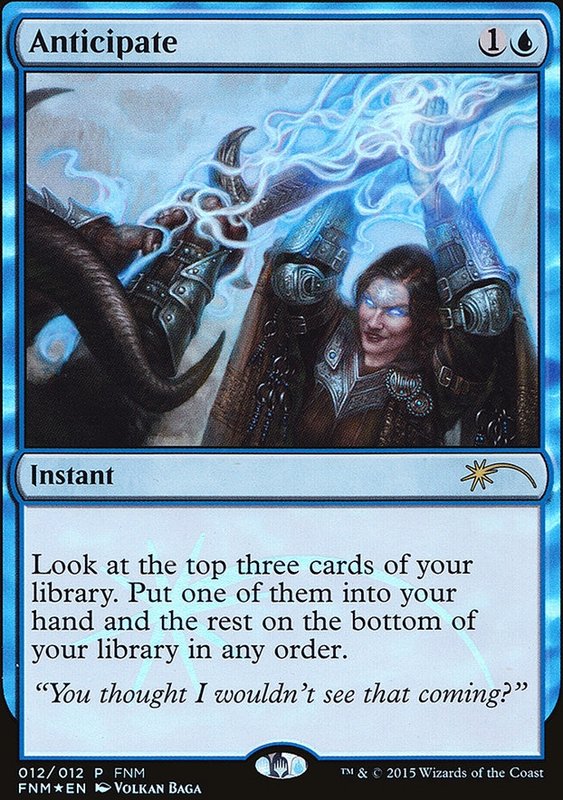 Anticipate 1
Instant
Look at the top three cards of your
library. Put one of them into your
hand and the rest on the bottom of
your library in any order.
“You thought I wouldn’t see that coming?”
012/012 P FNM
FNM★EN Volkan Baga
™ & © 2015 Wizards of the Coast